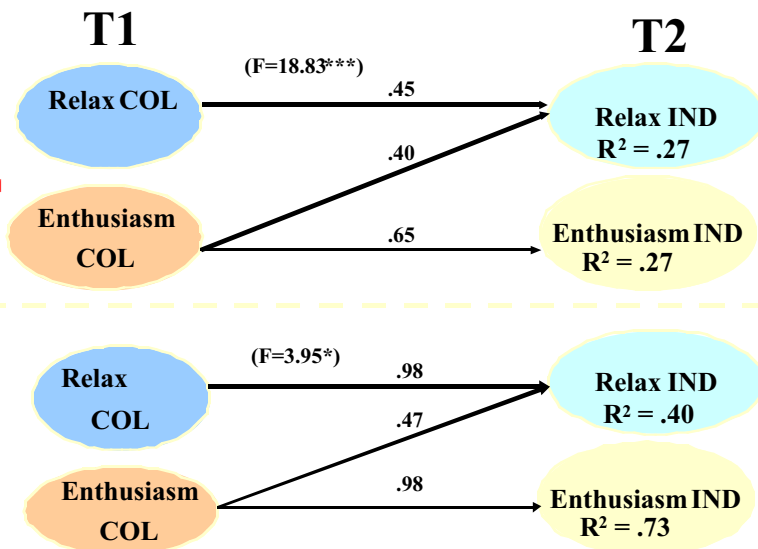 T1
T2
(F=18.83***)
.45
Relax COL
Relax IND
R² = .27
.40
Enthusiasm
COL
.65
Enthusiasm IND
R² = .27
(F=3.95*)
.98
Relax
COL
Relax IND
R² = .40
.47
Enthusiasm
COL
.98
Enthusiasm IND
R² = .73